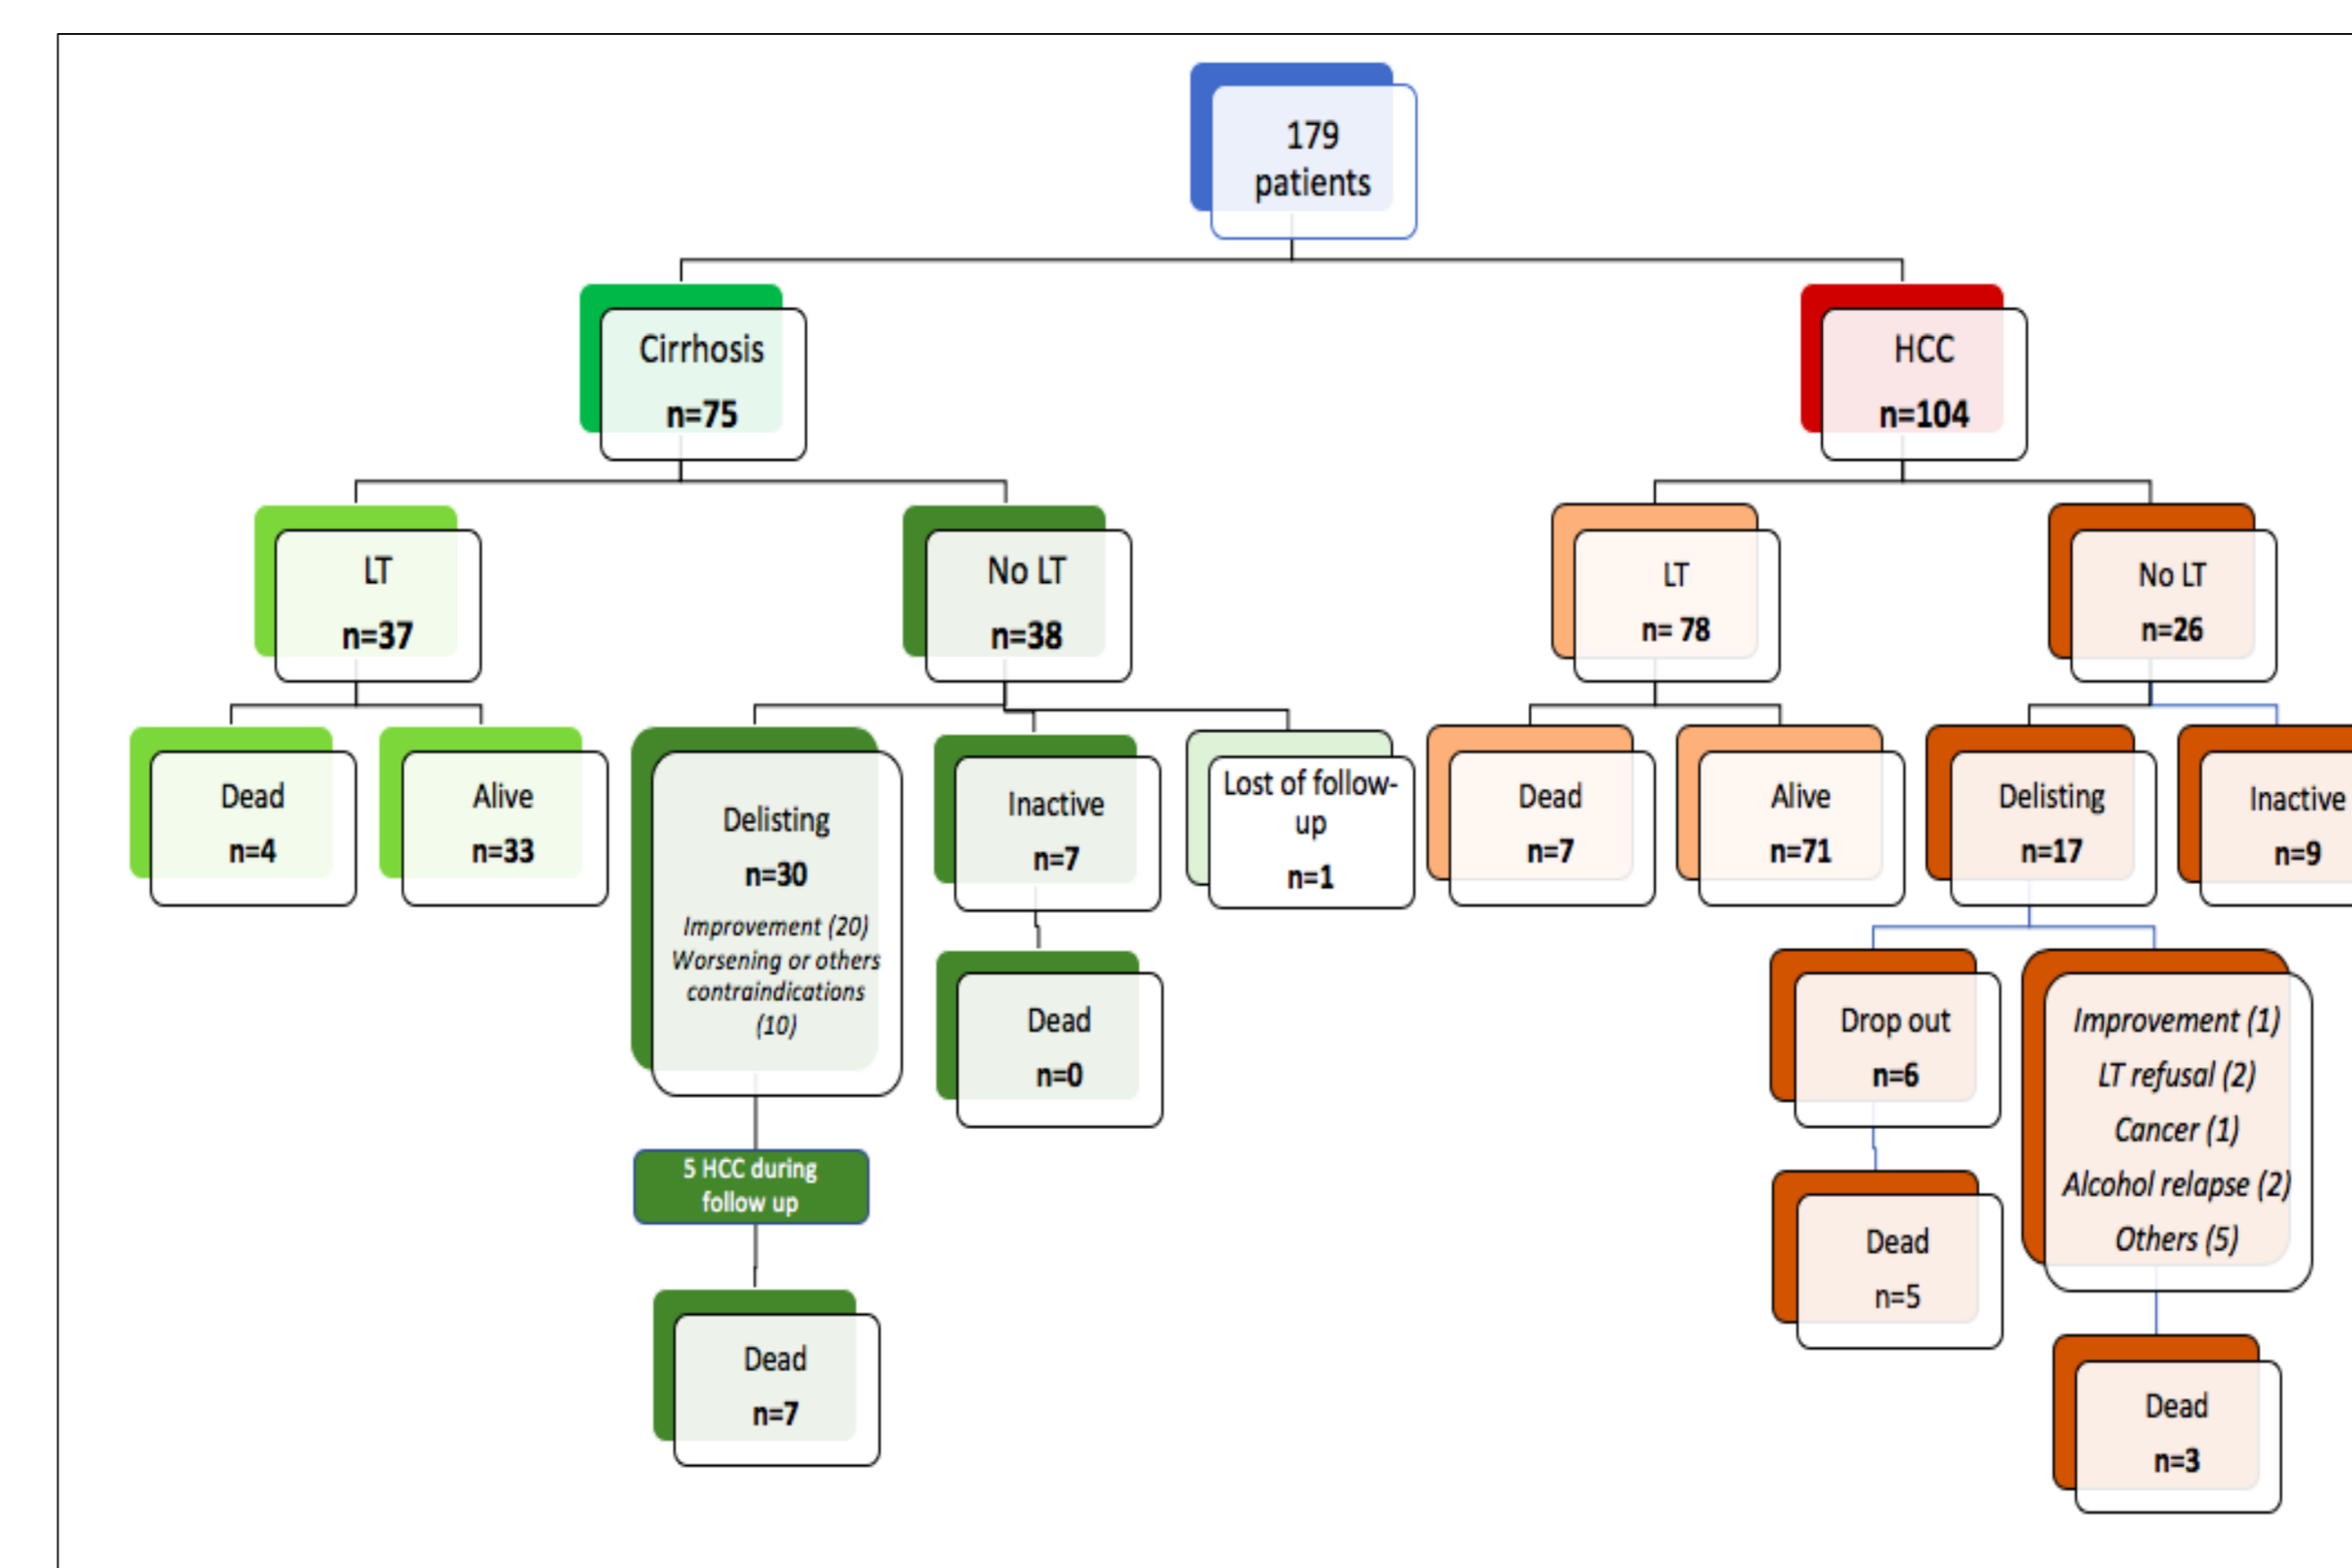 179
patients
Cirrhosis
n=75
HCC
n=104
LT
n=37
No LT
n=38
LT
n= 78
No LT
n=26
Dead
n=4
Alive
n=33
Delisting
n=30
Improvement (20)
Worsening or others
contraindications
(10)
Inactive
n=7
Lost of follow-
up
n=1
Dead
n=7
Alive
n=71
Delisting
n=17
Inactive
n=9
Dead
n=0
Drop out
n=6
Improvement (1)
LT refusal (2)
Cancer (1)
Alcohol relapse (2)
Others (5)
5 HCC during
follow up
Dead
n=5
Dead
n=7
Dead
n=3